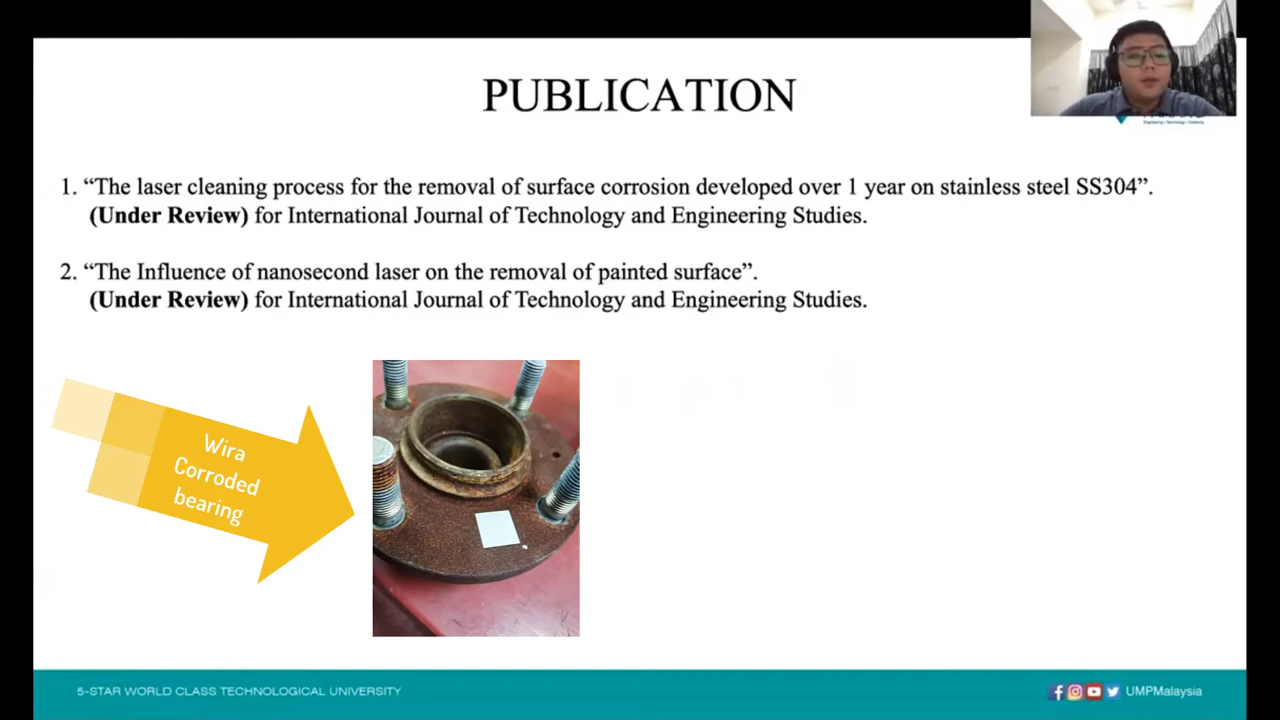 PUBLICATION
1. “The laser cleaning process for the removal of surface corrosion developed over 1 year on stainless steel SS304”.
(Under Review) for International Journal of Technology and Engineering Studies.
2. “The Influence of nanosecond laser on the removal of painted surface”.
(Under Review) for International Journal of Technology and Engineering Studies.
Wira
Corroded
bearing
5-STAR WORLD CLASS TECHNOLOGICAL UNIVERSITY
UMPMalaysia